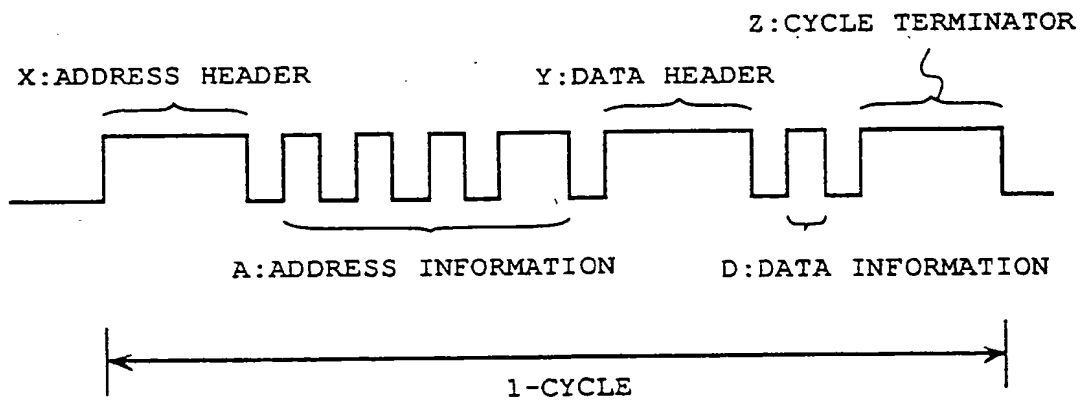 Z:CYCLE TERMINATOR
X:ADDRESS HEADER
Y:DATA HEADER
A:ADDRESS INFORMATION
D:DATA INFORMATION
1-CYCLE